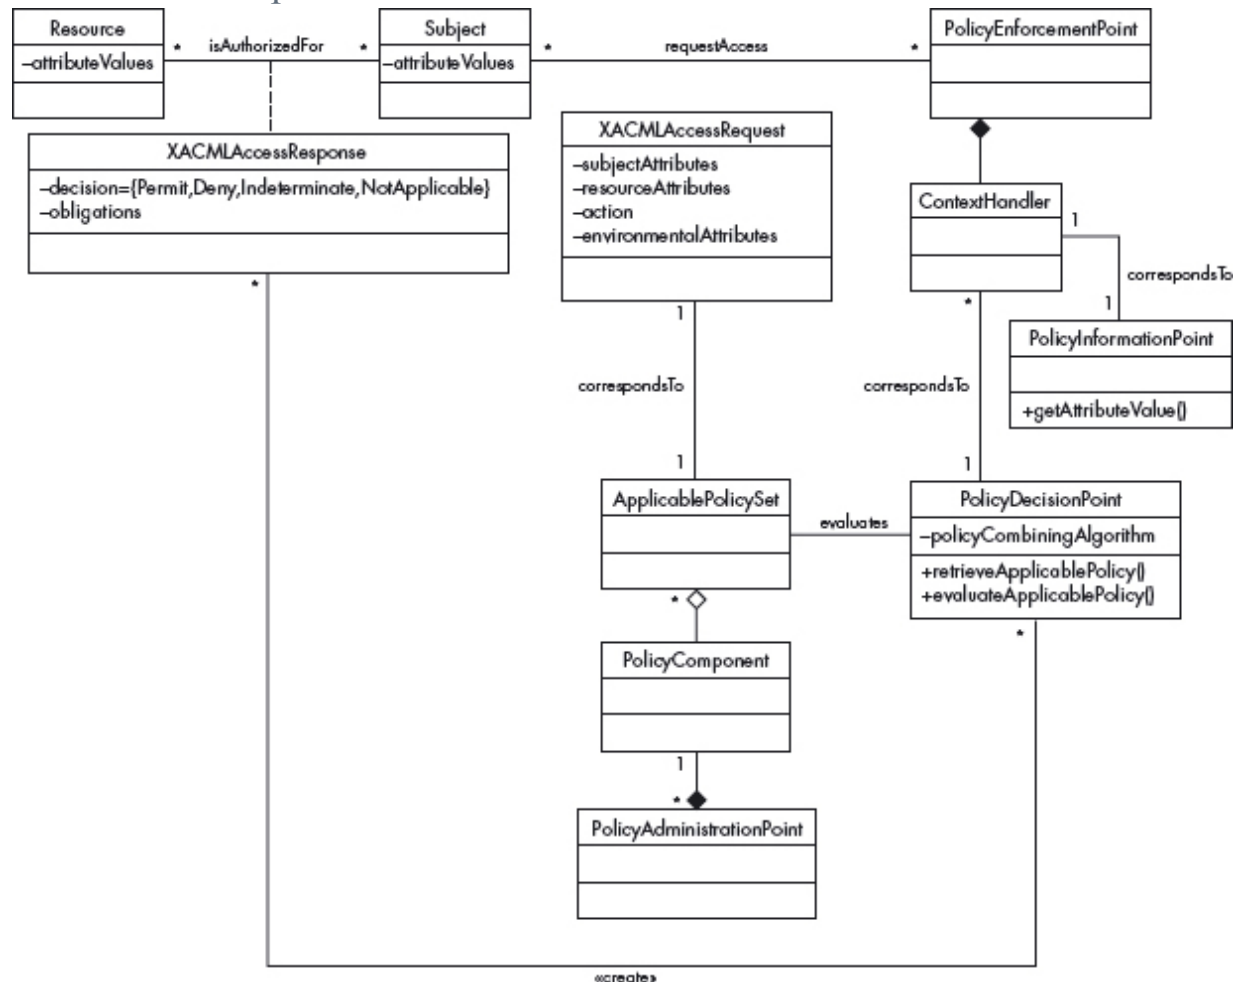 Resource
–attributeValues
* isAuthorizedFor *
Subject
–attributeValues
* requestAccess *
PolicyEnforcementPoint
XACMLAccessResponse
–decision={Permit,Deny,Indeterminate,NotApplicable}
–obligations
*
XACMLAccessRequest
–subjectAttributes
–resourceAttributes
–action
–environmentalAttributes
1
correspondsTo
1
ContextHandler
1
correspondsTo
1
PolicyInformationPoint
+getAttributeValue()
*
correspondsTo
1
ApplicablePolicySet
evaluates
PolicyDecisionPoint
–policyCombiningAlgorithm
+retrieveApplicablePolicy()
+evaluateApplicablePolicy()
*
*
PolicyComponent
1
*
PolicyAdministrationPoint
«create»